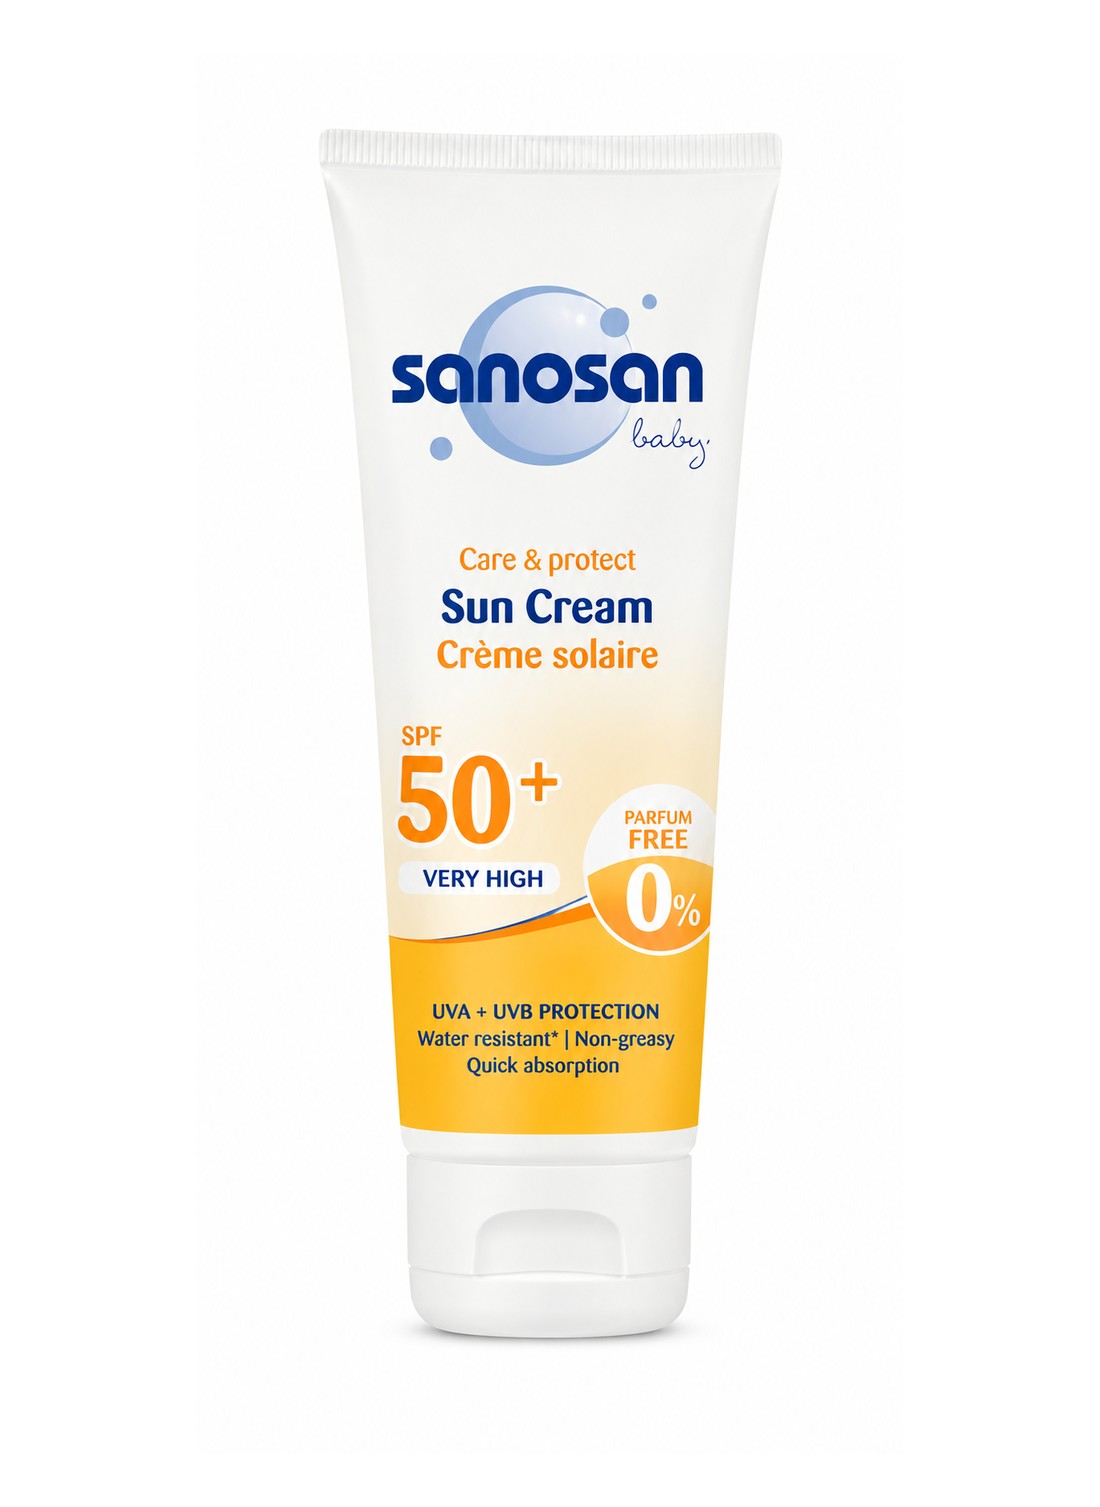 sanosan
baby
Care & protect
Sun Cream
Crème solaire
SPF
50+
VERY HIGH
PARFUM
FREE
0%
UVA + UVB PROTECTION
Water resistant* | Non-greasy
Quick absorption